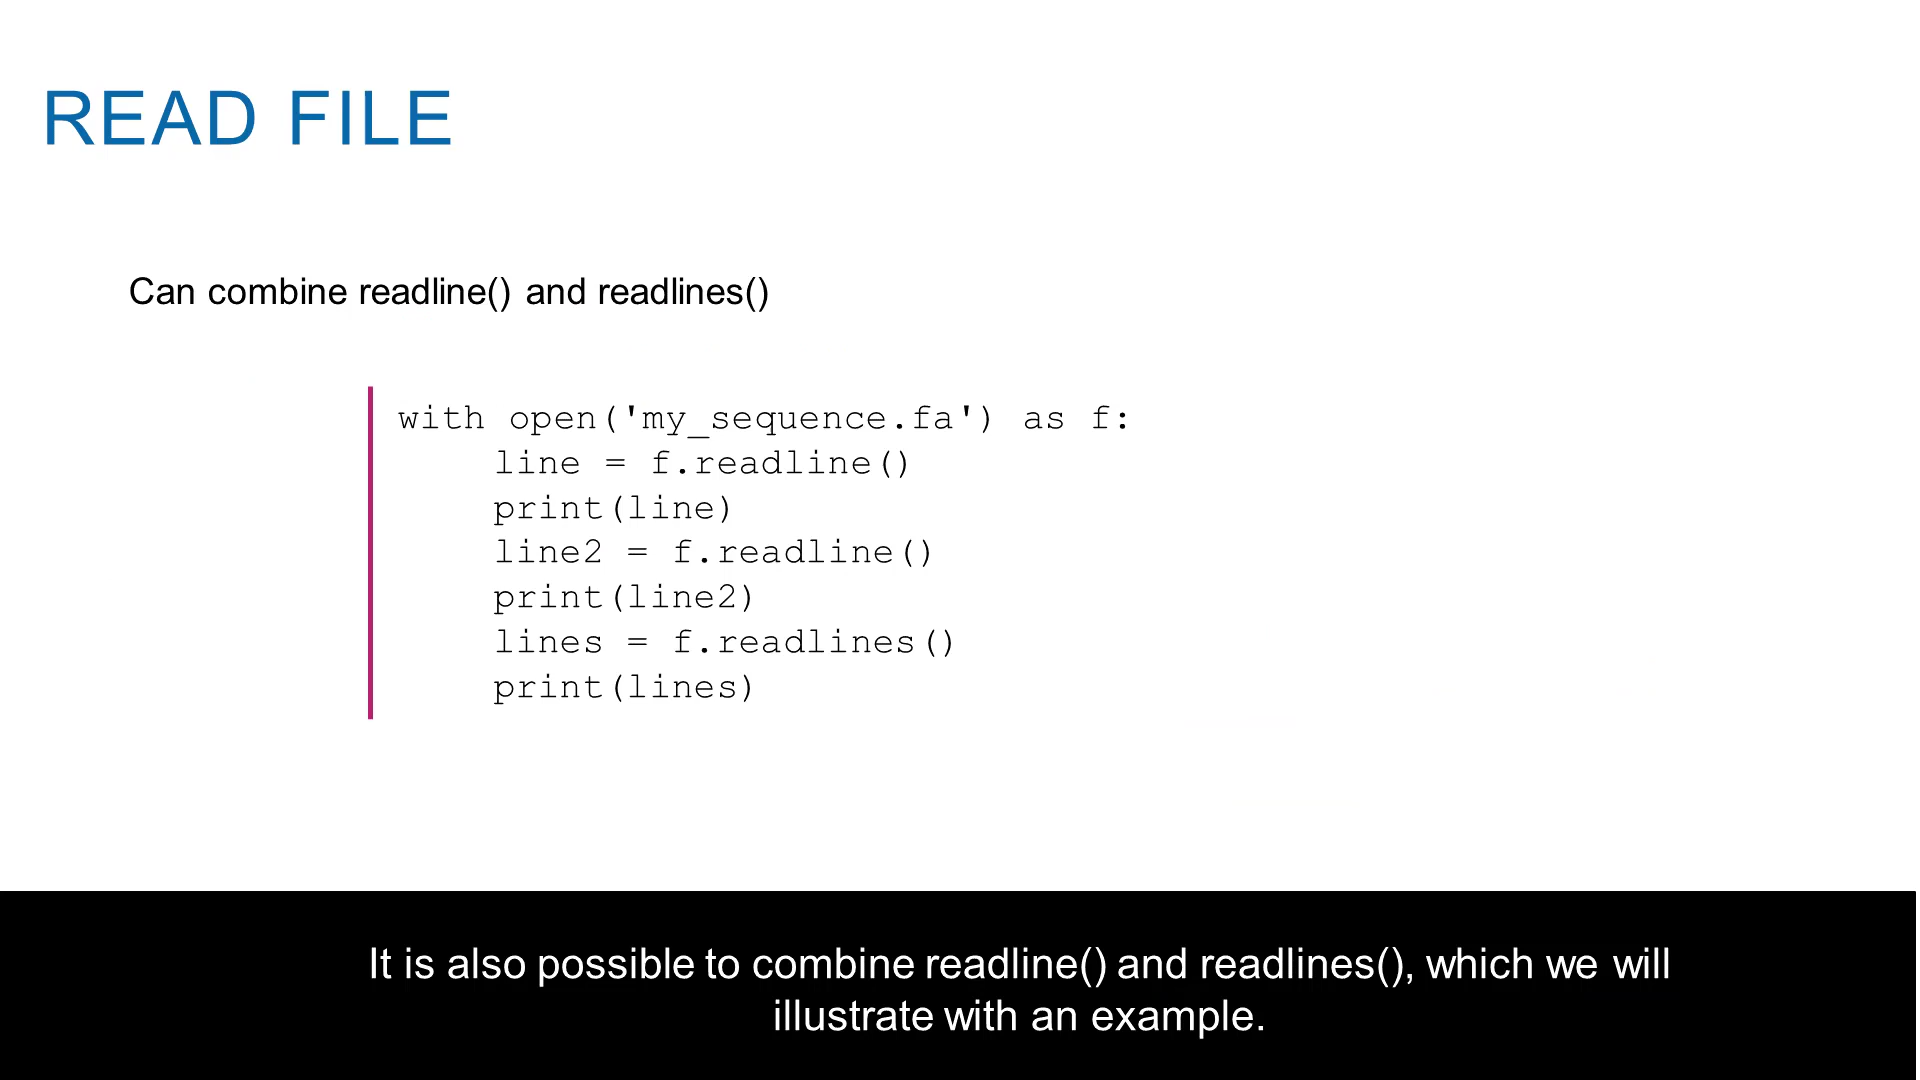 READ FILE
Can combine readline() and readlines()
with open('my_sequence.fa') as f:
    line = f.readline()
    print(line)
    line2 = f.readline()
    print(line2)
    lines = f.readlines()
    print(lines)
It is also possible to combine readline() and readlines(), which we will
illustrate with an example.